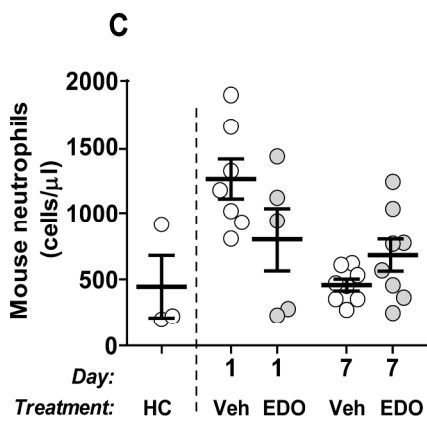 C
Mouse neutrophils
(cells/μl)
2000
1500
1000
500
0
Day: 1 1 7 7
Treatment: HC Veh EDO Veh EDO